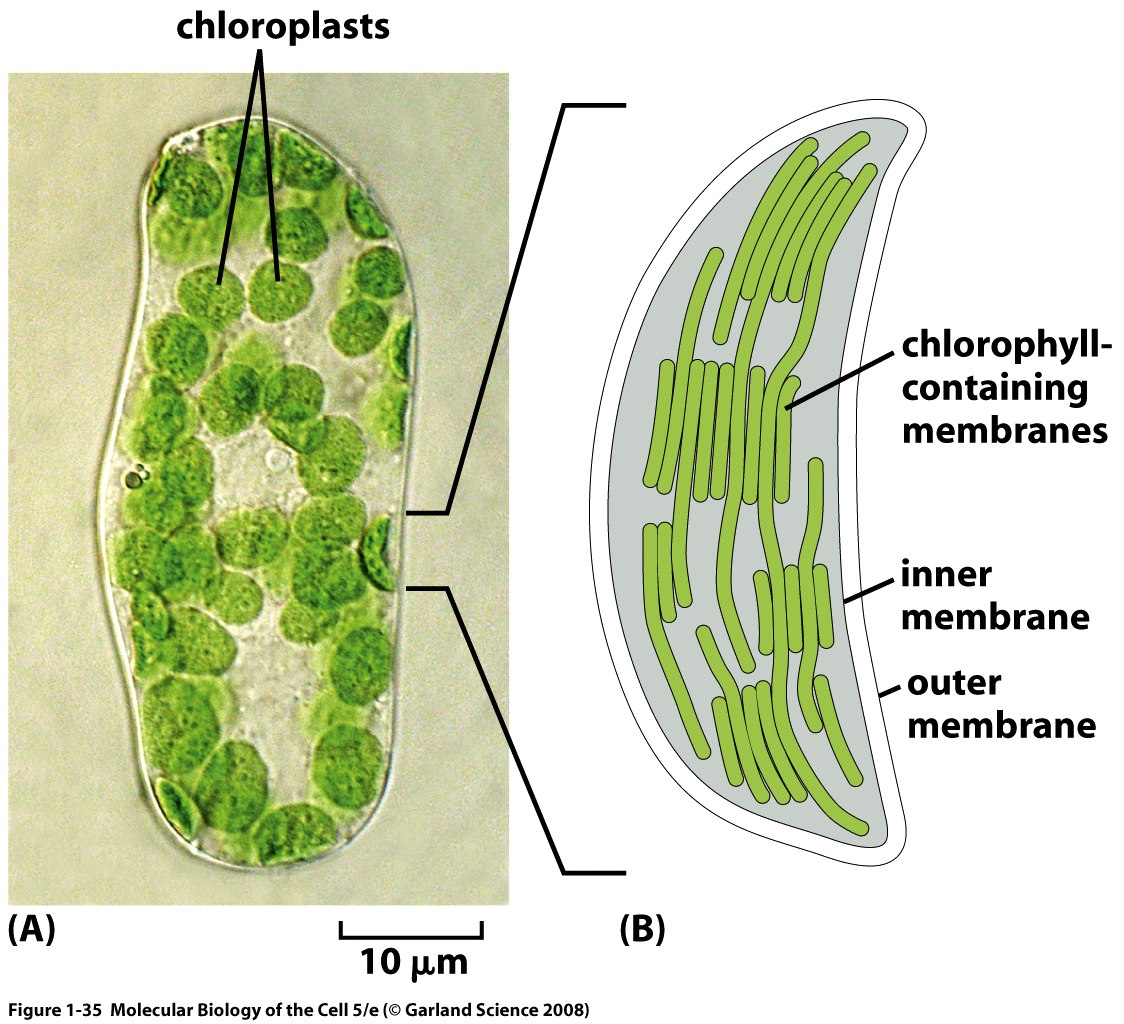 chloroplasts
chlorophyll-
containing
membranes
inner
membrane
outer
membrane
(A)
10 μm
(B)
Figure 1-35 Molecular Biology of the Cell 5/e (© Garland Science 2008)